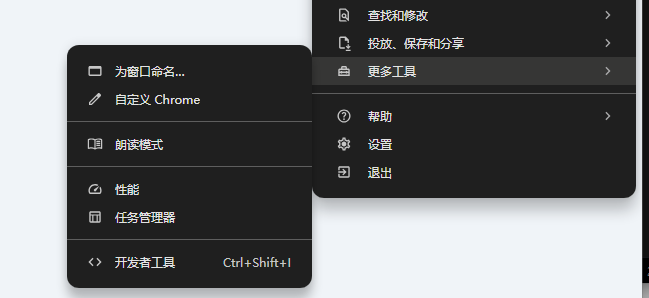 查找和修改
投放、保存和分享
更多工具
帮助
设置
退出
为窗口命名...
自定义 Chrome
朗读模式
性能
任务管理器
开发者工具 Ctrl+Shift+I